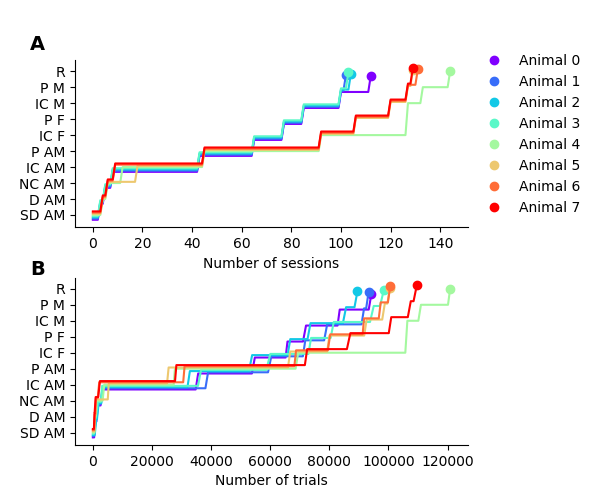 A
R
P M
IC M
P F
IC F
P AM
IC AM
NC AM
D AM
SD AM
0 20 40 60 80 100 120 140
Number of sessions
Animal 0
Animal 1
Animal 2
Animal 3
Animal 4
Animal 5
Animal 6
Animal 7
B
R
P M
IC M
P F
IC F
P AM
IC AM
NC AM
D AM
SD AM
0 20000 40000 60000 80000 100000 120000
Number of trials